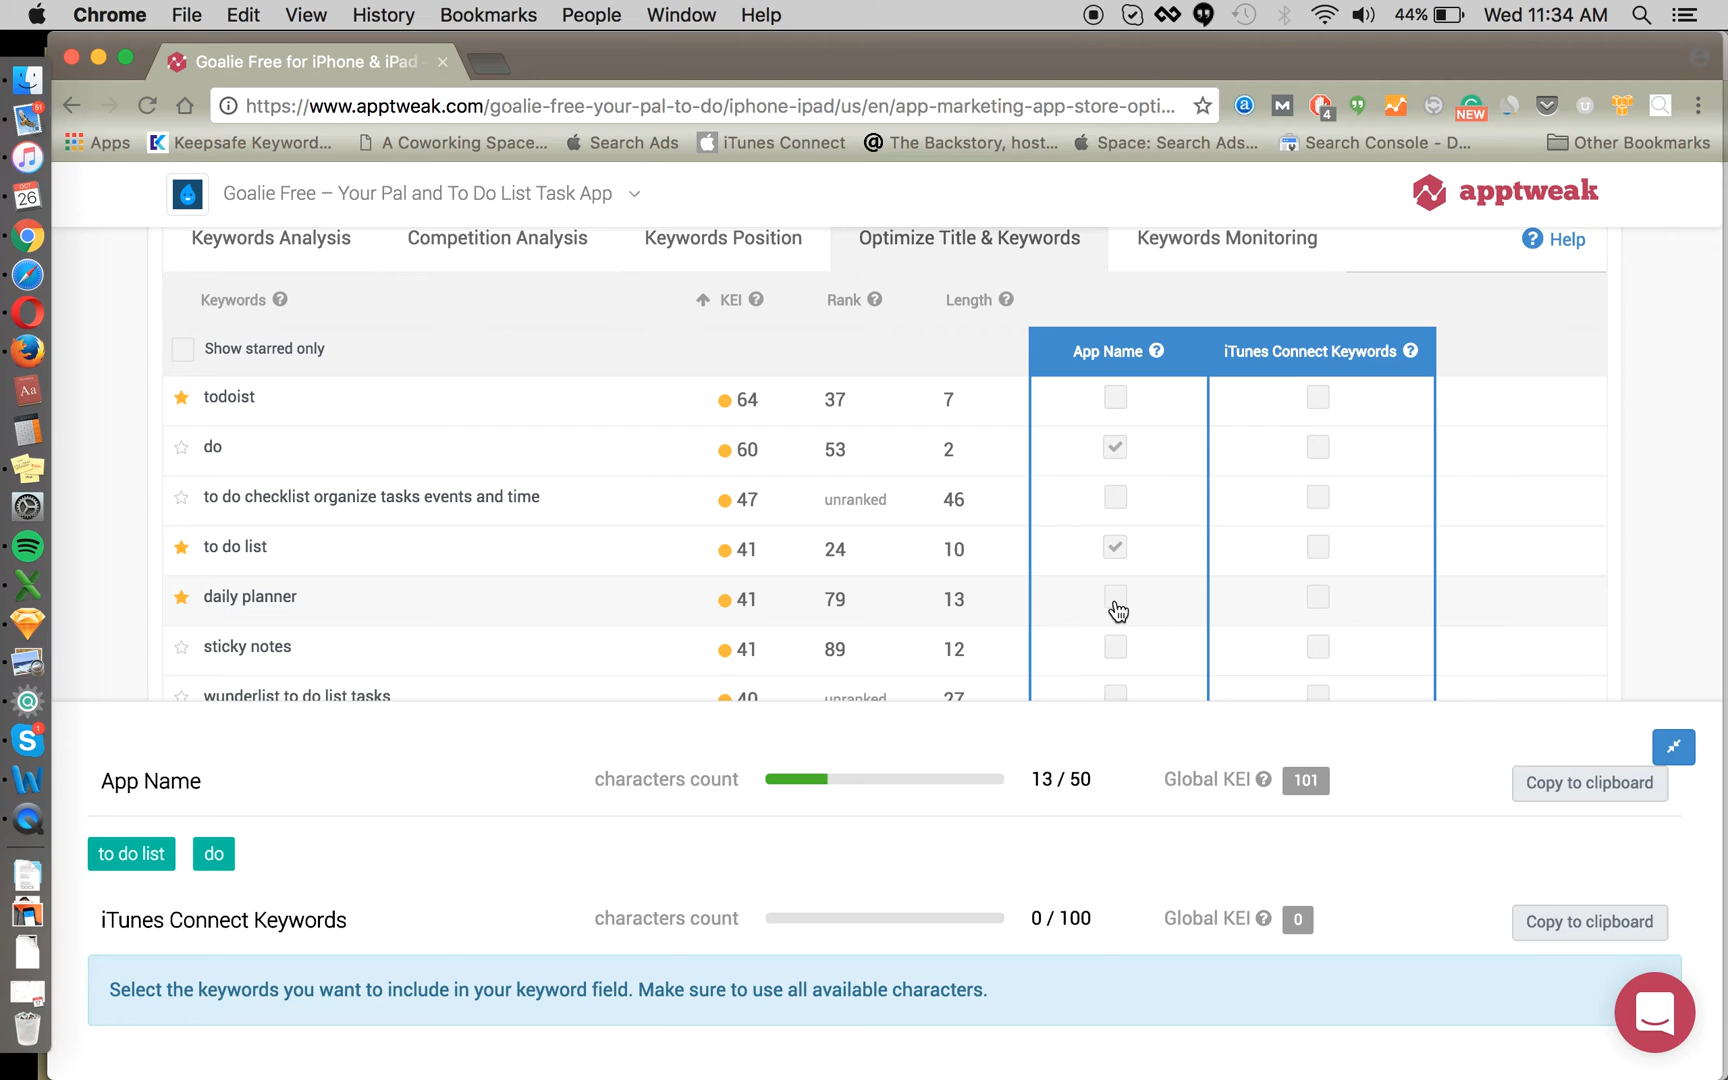 Chrome File Edit View History Bookmarks People Window Help 44% Wed 11:34 AM
Goalie Free for iPhone & iPad
https://www.apptweak.com/goalie-free-your-pal-to-do/iphone-ipad/us/en/app-marketing-app-store-opti... 4 NEW
Apps Keepsafe Keyword... A Coworking Space... Search Ads iTunes Connect The Backstory, host... Space: Search Ads... Search Console - D... Other Bookmarks
Goalie Free – Your Pal and To Do List Task App apptweak
Keywords Analysis Competition Analysis Keywords Position Optimize Title & Keywords Keywords Monitoring Help
Keywords KEI Rank Length
Show starred only App Name iTunes Connect Keywords
todoist 64 37 7
do 60 53 2
to do checklist organize tasks events and time 47 unranked 46
to do list 41 24 10
daily planner 41 79 13
sticky notes 41 89 12
wunderlist to do list tasks 40 unranked 27
App Name characters count 13 / 50 Global KEI 101 Copy to clipboard
to do list do
iTunes Connect Keywords characters count 0 / 100 Global KEI 0 Copy to clipboard
Select the keywords you want to include in your keyword field. Make sure to use all available characters.